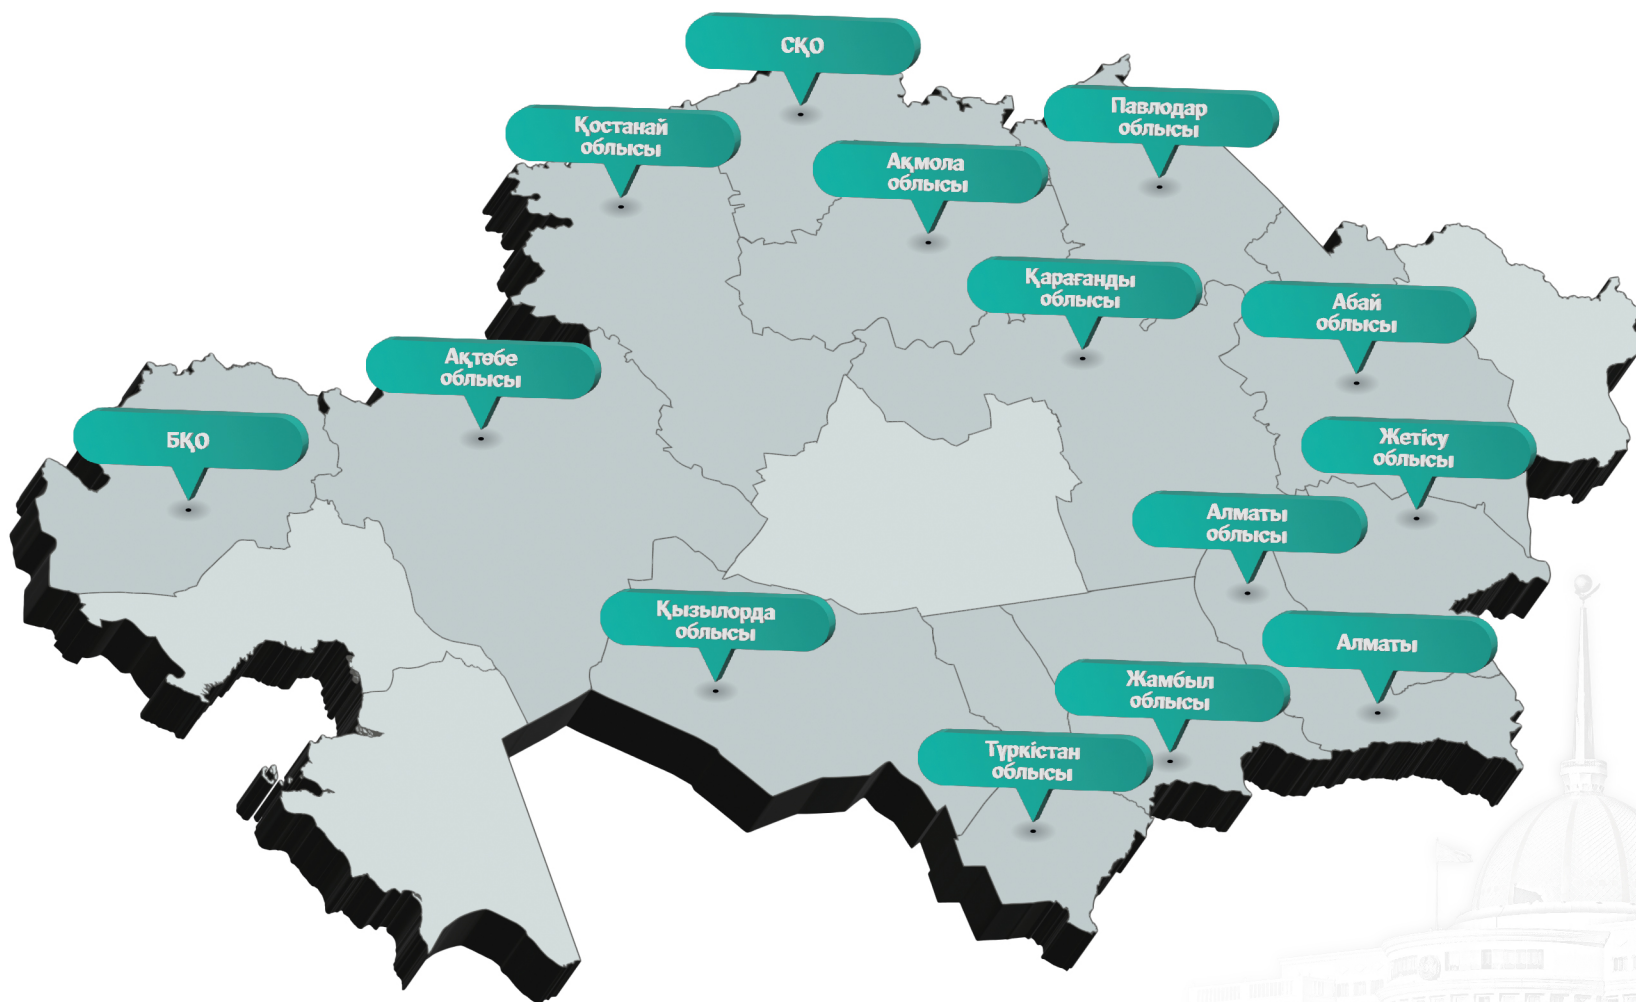 СҚО
Қостанай
облысы
Павлодар
облысы
Ақмола
облысы
Қарағанды
облысы
Абай
облысы
Ақтөбе
облысы
БҚО
Жетісу
облысы
Алматы
облысы
Қызылорда
облысы
Алматы
Жамбыл
облысы
Түркістан
облысы